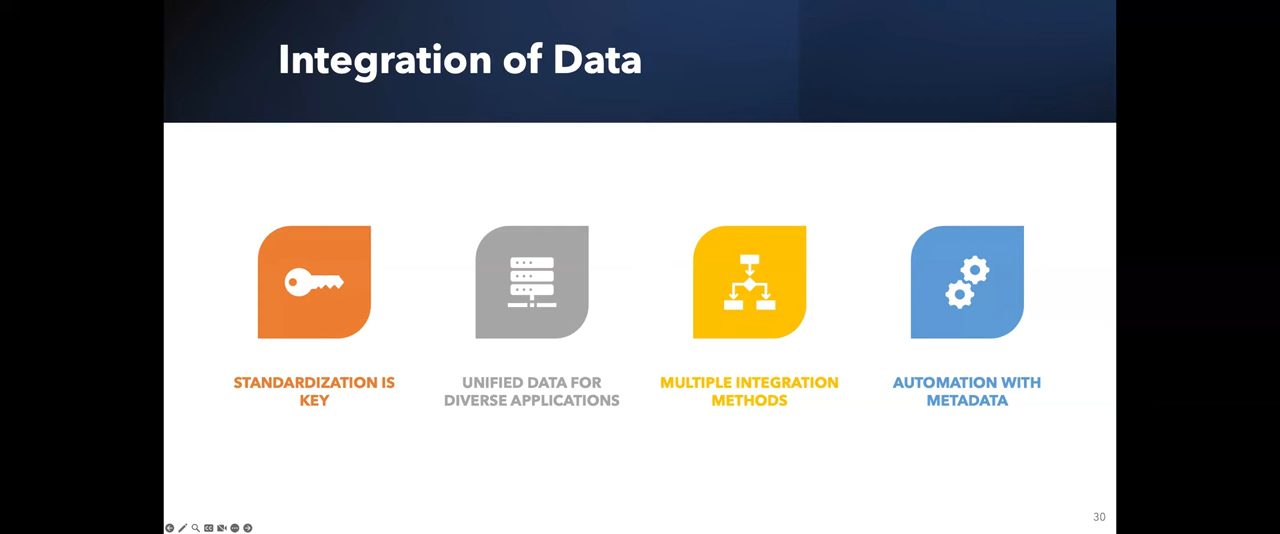 Integration of Data
STANDARDIZATION IS
KEY
UNIFIED DATA FOR
DIVERSE APPLICATIONS
MULTIPLE INTEGRATION
METHODS
AUTOMATION WITH
METADATA
30